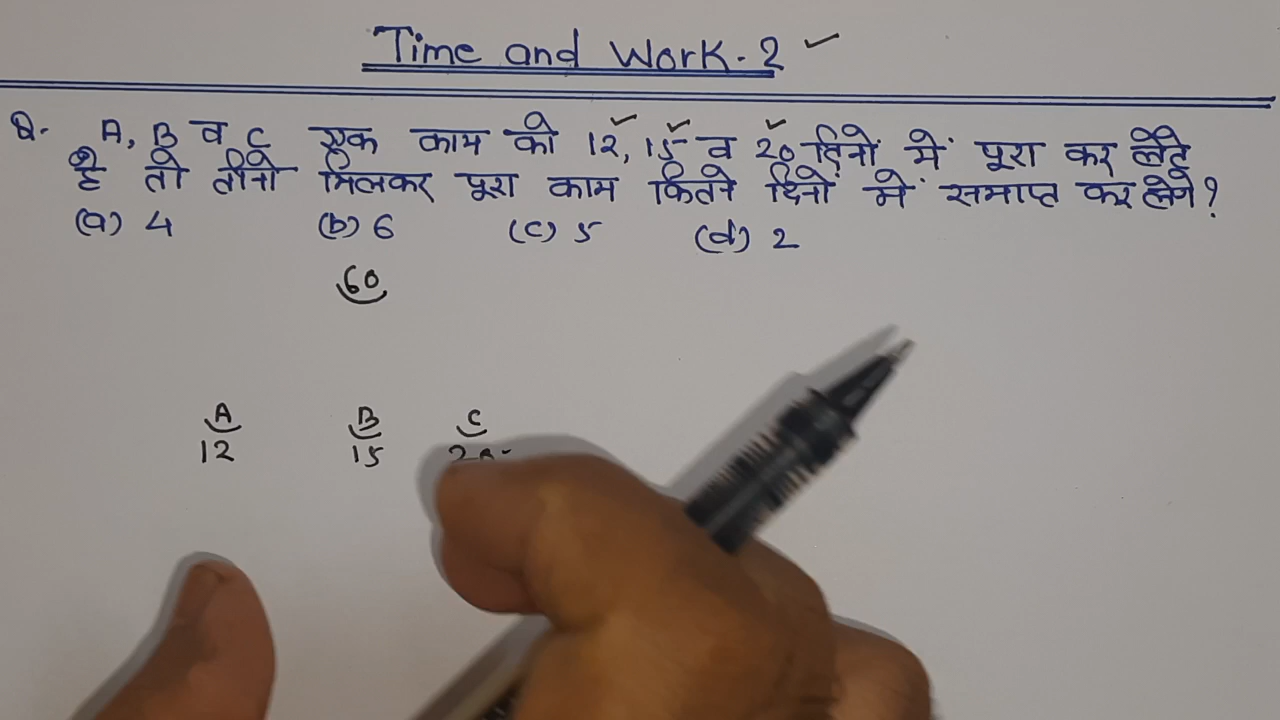 Time and Work-2
Q. A, B व C एक काम को 12, 15 व 20 दिनों में पूरा कर लेते
है तो तीनो मिलकर पूरा काम कितने दिनो में समाप्त कर लेगे?
(a) 4 (b) 6 (c) 5 (d) 2
60
A B C
12 15 20